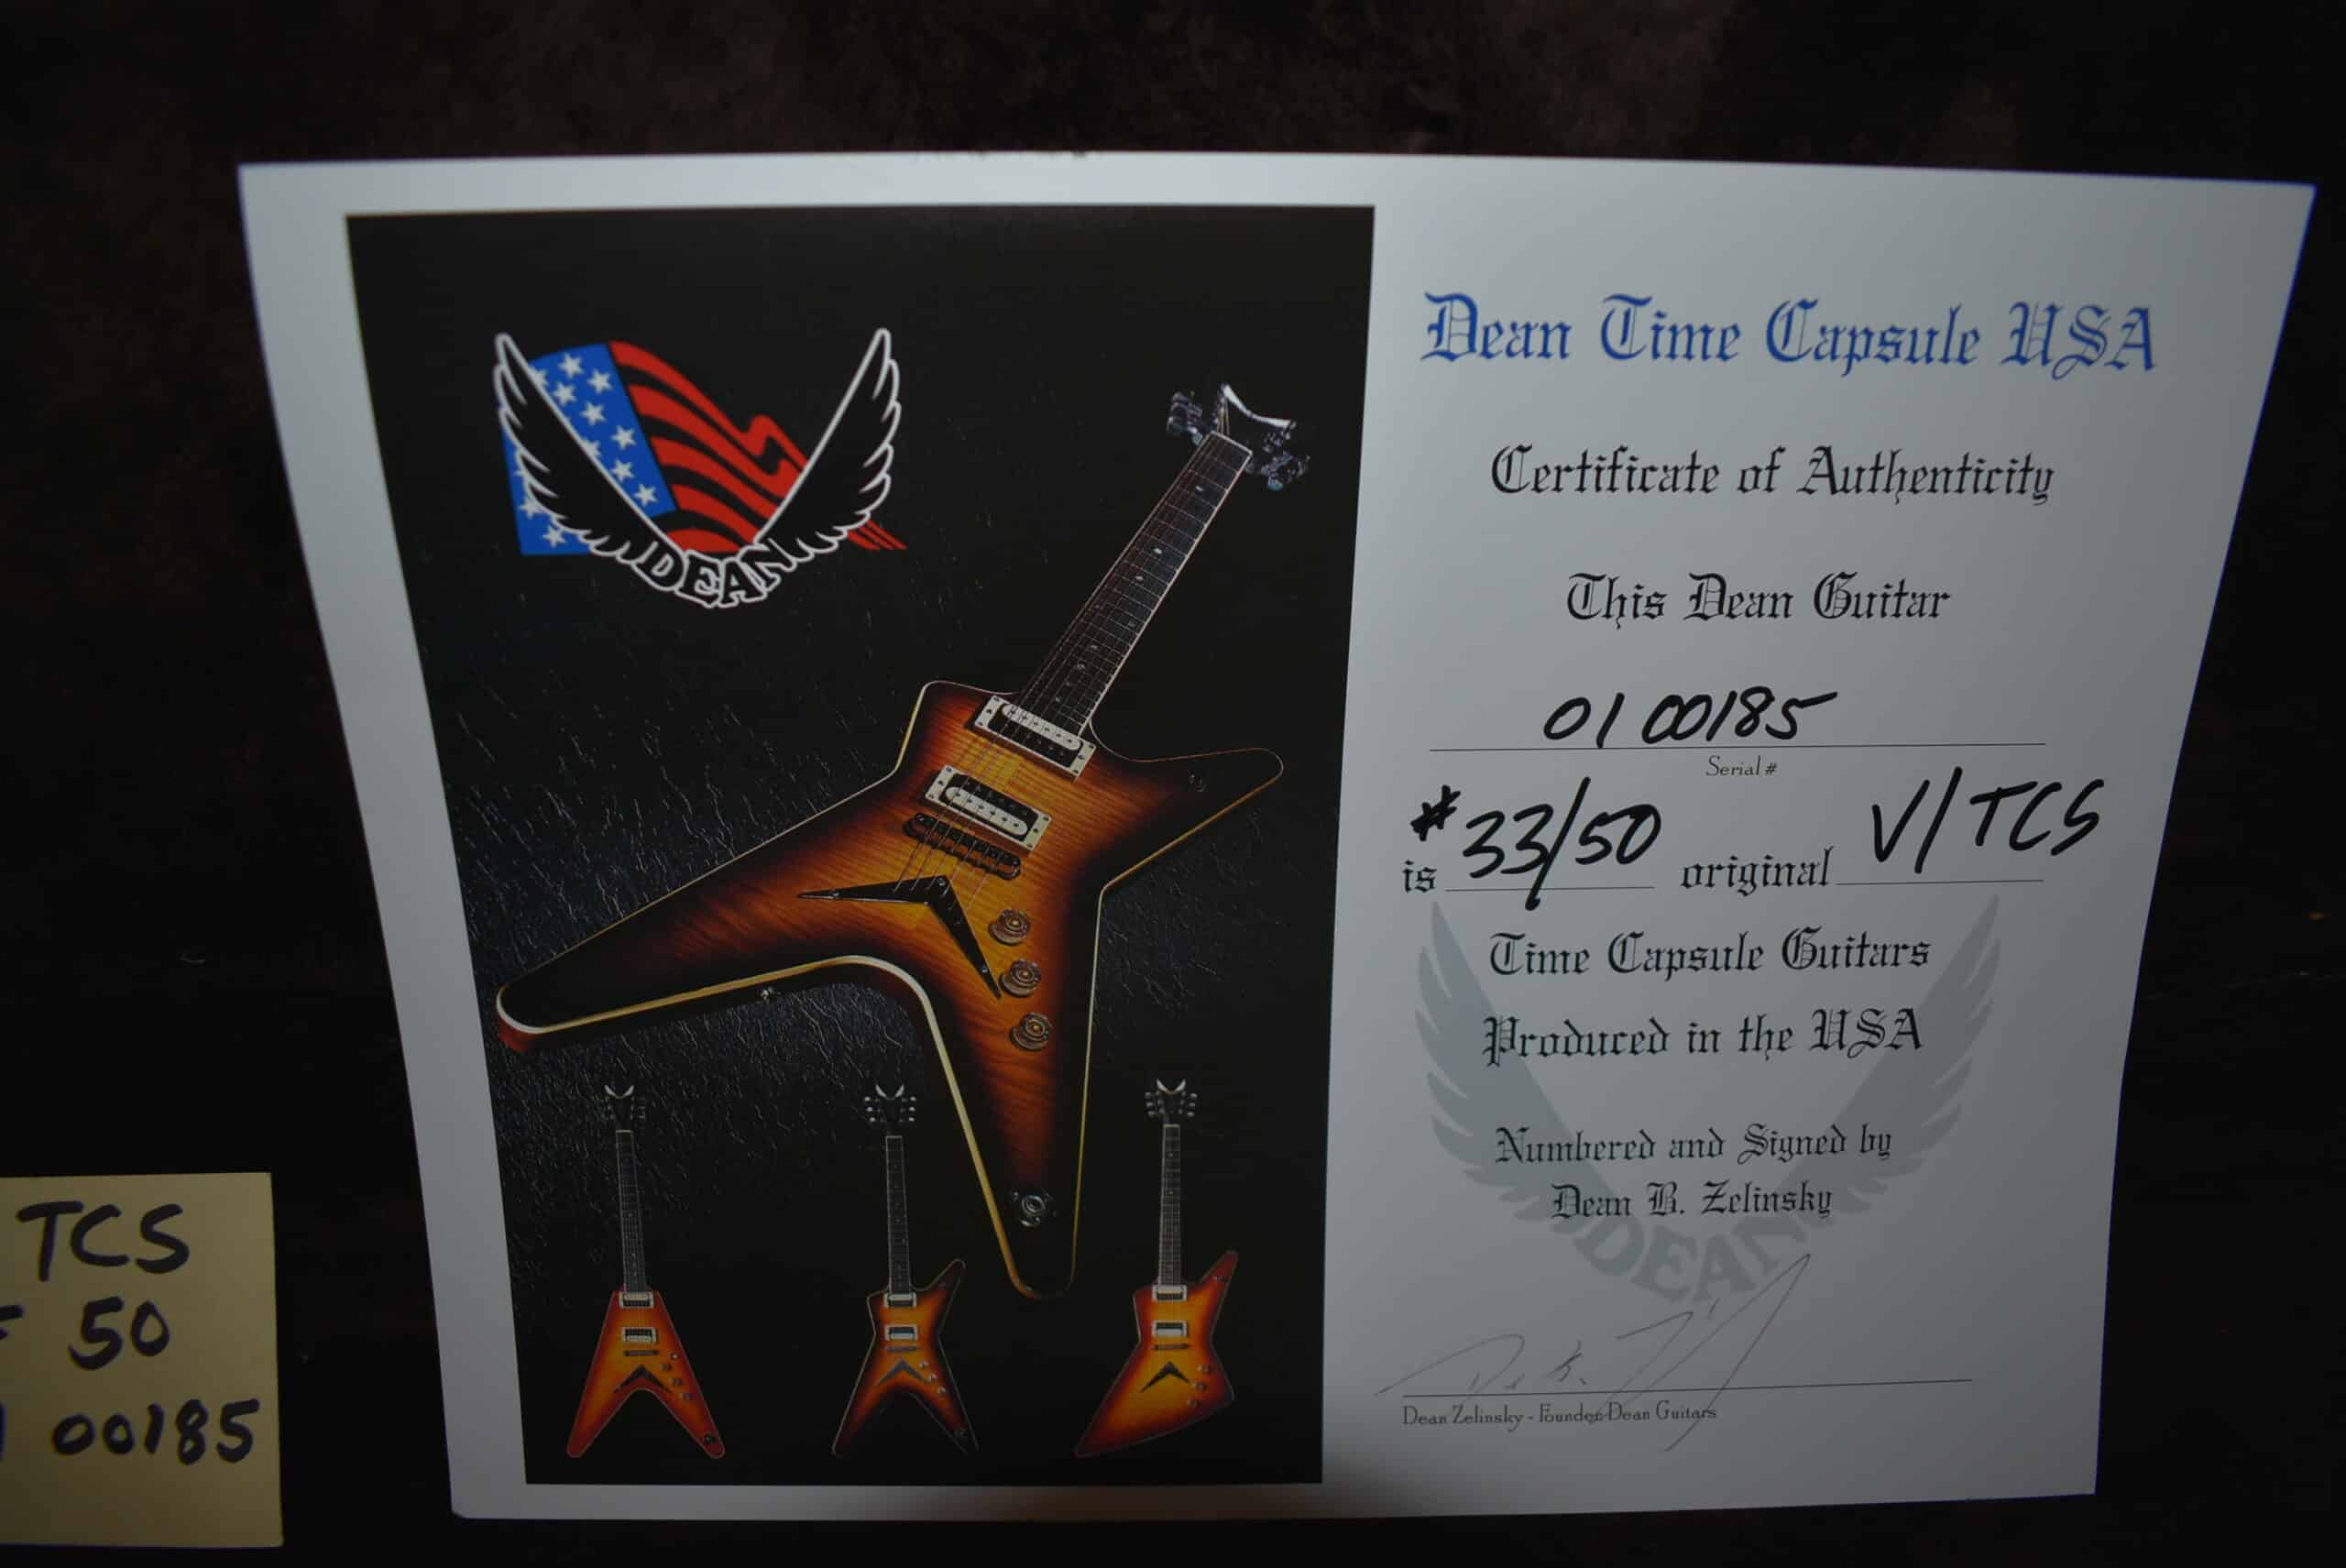 DEAN
Dean Time Capsule USA
Certificate of Authenticity
This Dean Guitar
01 00185
Serial #
is #33/50 original V/TCS
Time Capsule Guitars
Produced in the USA
Numbered and Signed by
Dean B. Zelinsky
DEAN
Dean Zelinsky - Founder Dean Guitars
TCS
50
00185